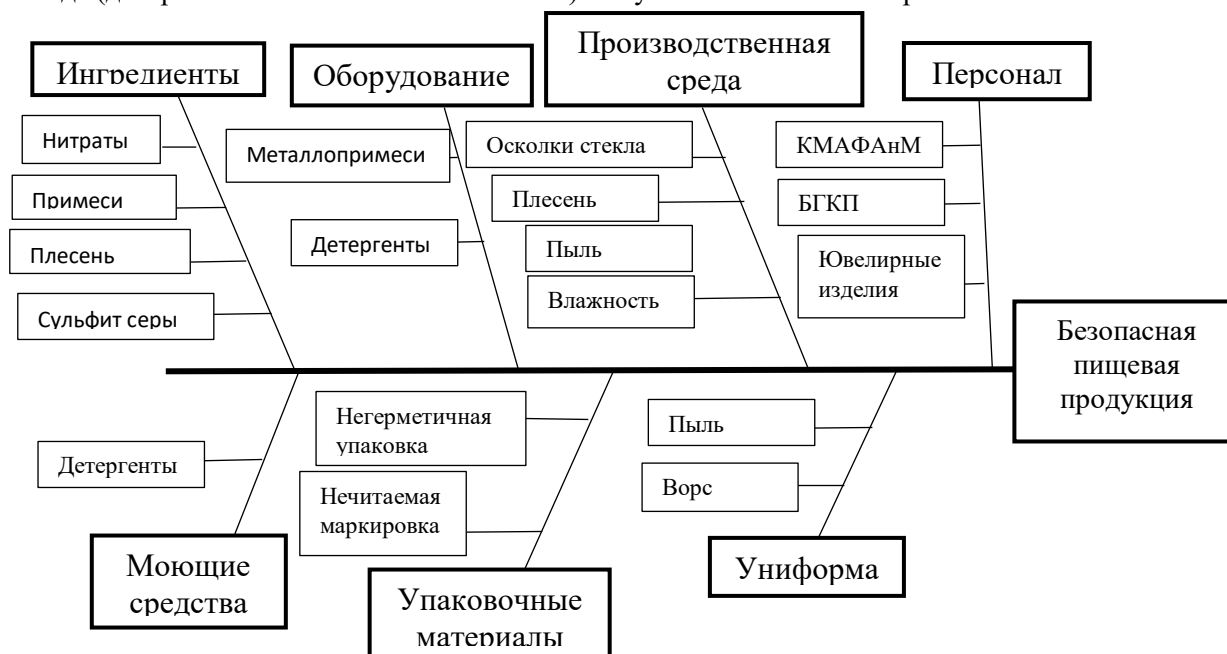 Производственная
среда
Ингредиенты
Оборудование
Персонал
Нитраты
Примеси
Плесень
Сульфит серы
Металлопримеси
Детергенты
Осколки стекла
Плесень
Пыль
Влажность
КМАФАнМ
БГКП
Ювелирные
изделия
Безопасная
пищевая
продукция
Детергенты
Негерметичная
упаковка
Нечитаемая
маркировка
Пыль
Ворс
Моющие
средства
Упаковочные
материалы
Униформа